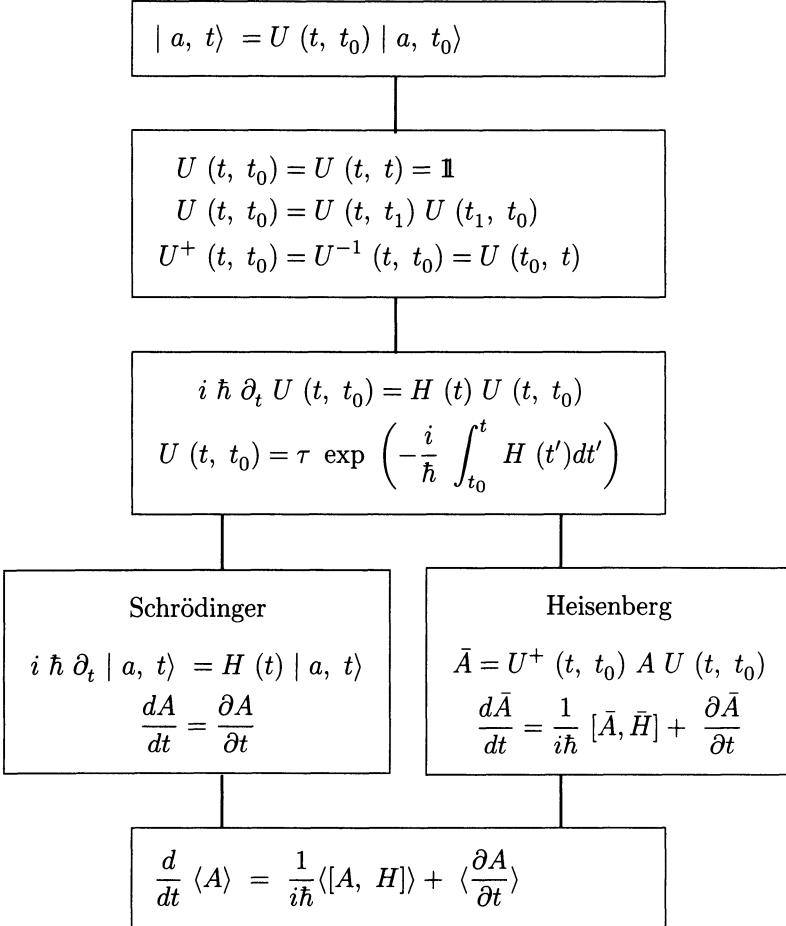 | a, t⟩ = U (t, t₀) | a, t₀⟩
U (t, t₀) = U (t, t) = 𝟙
U (t, t₀) = U (t, t₁) U (t₁, t₀)
U⁺ (t, t₀) = U⁻¹ (t, t₀) = U (t₀, t)
i ℏ ∂ₜ U (t, t₀) = H (t) U (t, t₀)
U (t, t₀) = τ exp (−i/ℏ ∫_{t₀}^{t} H (t′)dt′)
Schrödinger
i ℏ ∂ₜ | a, t⟩ = H (t) | a, t⟩
dA/dt = ∂A/∂t
Heisenberg
Ā = U⁺ (t, t₀) A U (t, t₀)
dĀ/dt = 1/iℏ [Ā, H̄] + ∂Ā/∂t
d/dt ⟨A⟩ = 1/iℏ ⟨[A, H]⟩ + ⟨∂A/∂t⟩